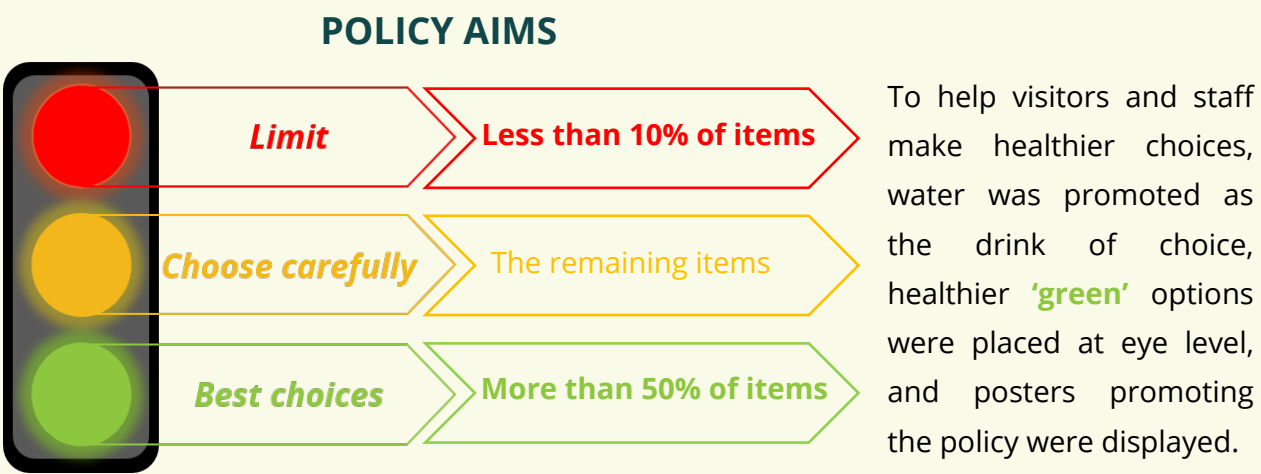 POLICY AIMS
Limit
Less than 10% of items
Choose carefully
The remaining items
Best choices
More than 50% of items
To help visitors and staff
make healthier choices,
water was promoted as
the drink of choice,
healthier ‘green’ options
were placed at eye level,
and posters promoting
the policy were displayed.